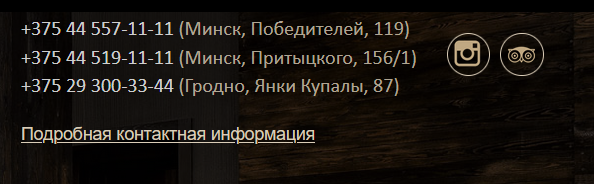 +375 44 557-11-11 (Минск, Победителей, 119)
+375 44 519-11-11 (Минск, Притыцкого, 156/1)
+375 29 300-33-44 (Гродно, Янки Купалы, 87)
Подробная контактная информация